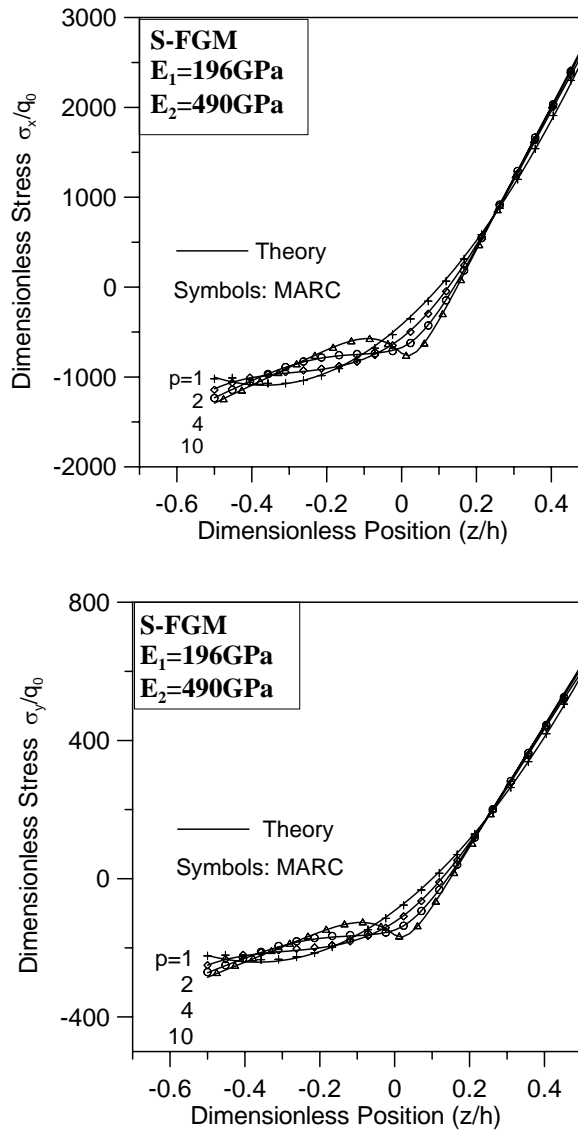 3000
S-FGM
E1=196GPa
E2=490GPa
2000
Dimensionless Stress σx/q0
1000
Theory
0
Symbols: MARC
p=1
-1000
2
4
10
-2000
-0.6 -0.4 -0.2 0 0.2 0.4
Dimensionless Position (z/h)
800
S-FGM
E1=196GPa
E2=490GPa
Dimensionless Stress σy/q0
400
Theory
Symbols: MARC
0
p=1
2
4
-400
10
-0.6 -0.4 -0.2 0 0.2 0.4
Dimensionless Position (z/h)